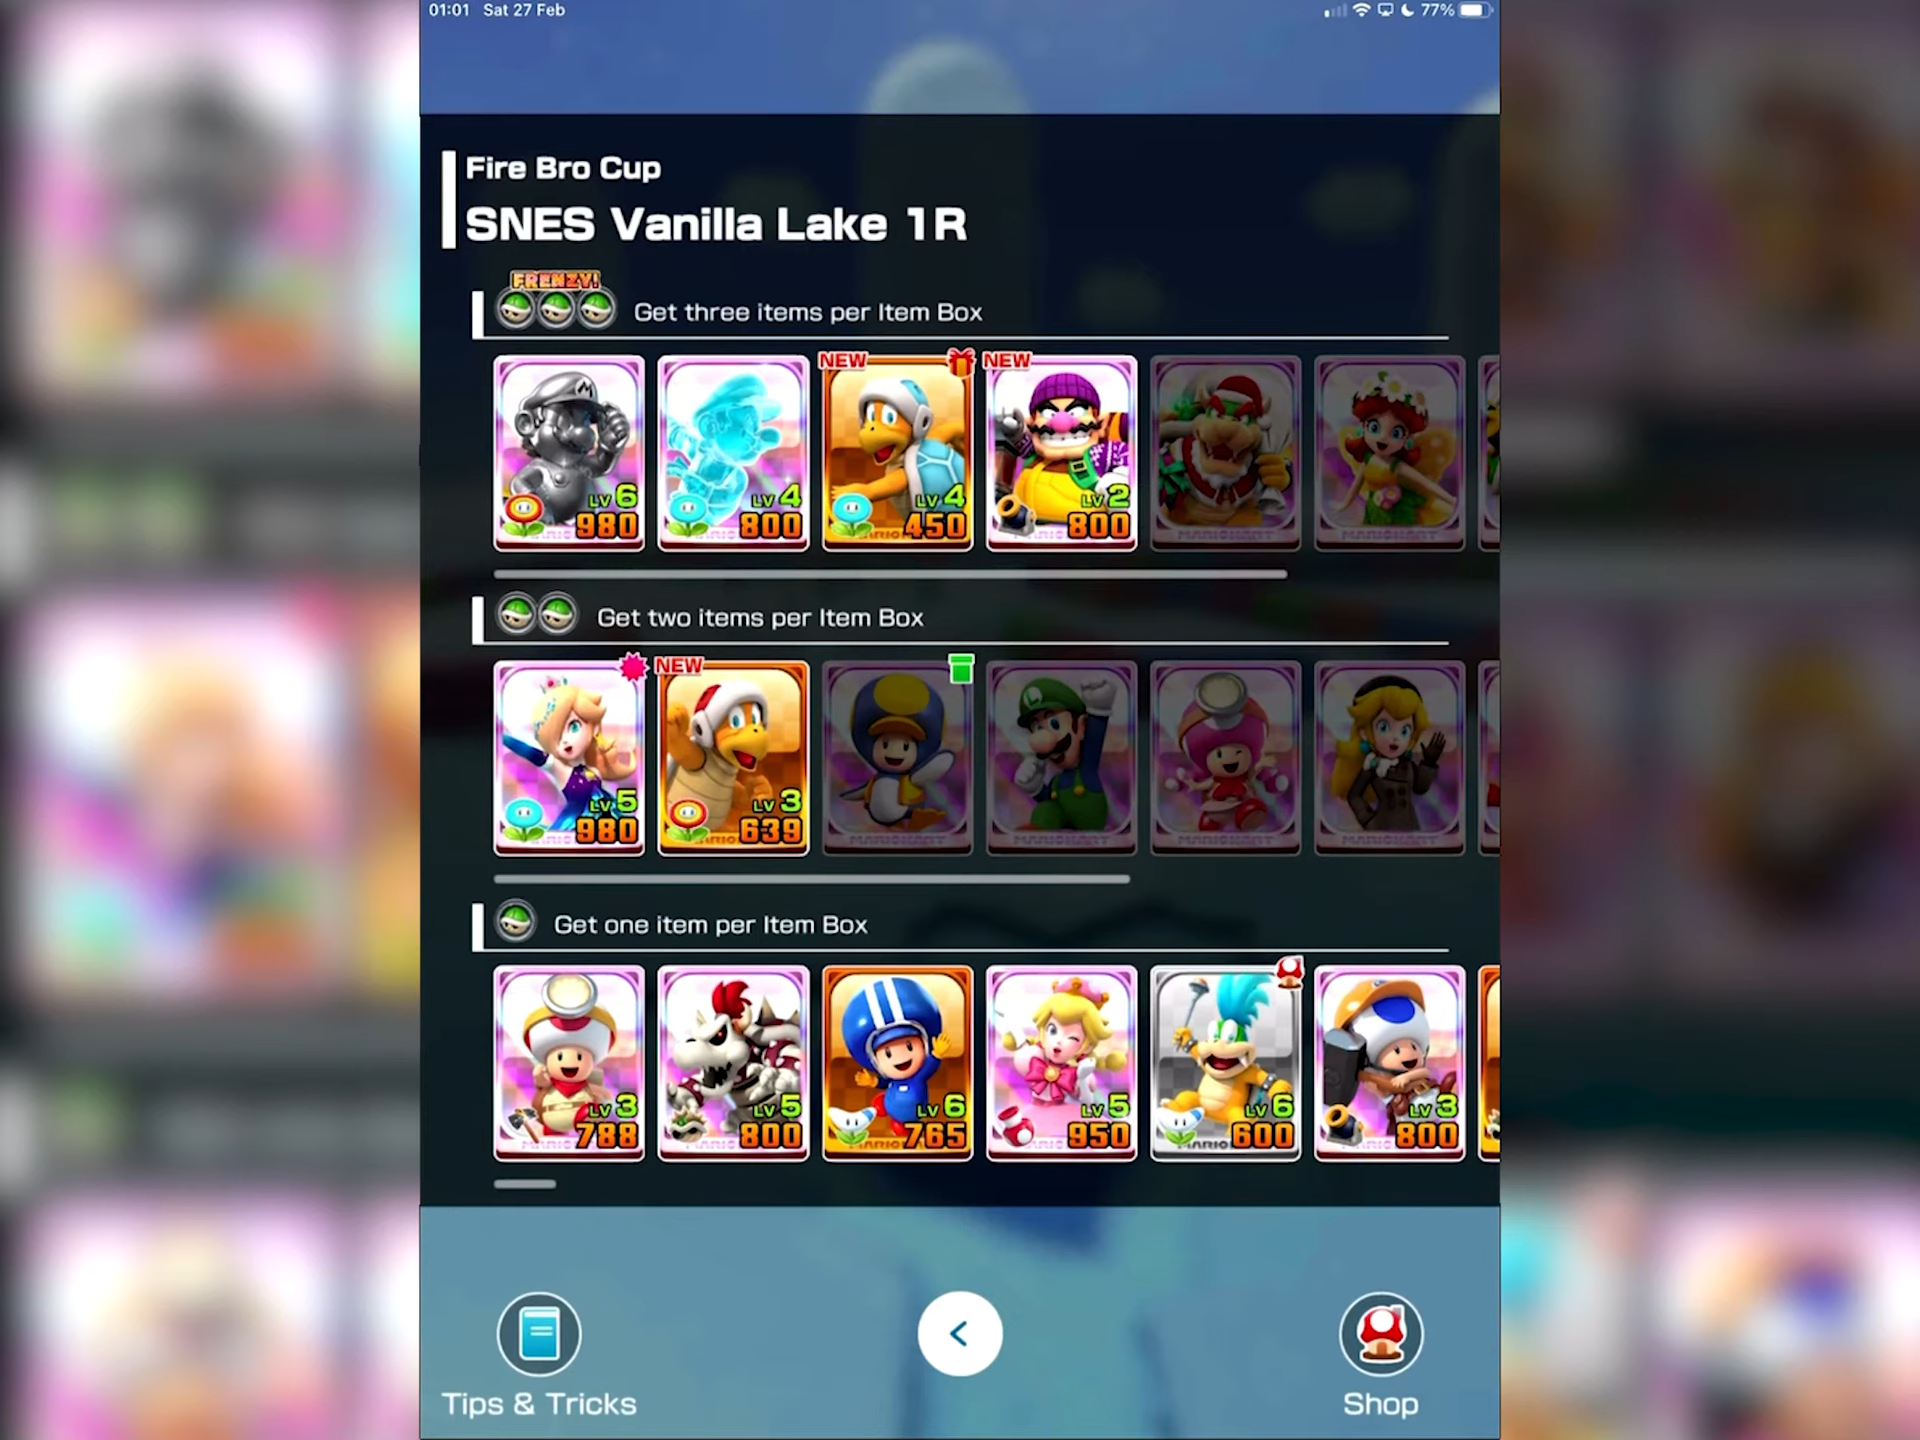 01:01 Sat 27 Feb 77%
Fire Bro Cup
SNES Vanilla Lake 1R
FRENZY!
Get three items per Item Box
NEW NEW
LV 6 LV 4 LV 4 LV 2
980 800 450 800
Get two items per Item Box
NEW
LV 5 LV 3
980 639
Get one item per Item Box
LV 3 LV 5 LV 6 LV 5 LV 6 LV 3
788 800 765 950 600 800
Tips & Tricks
Shop